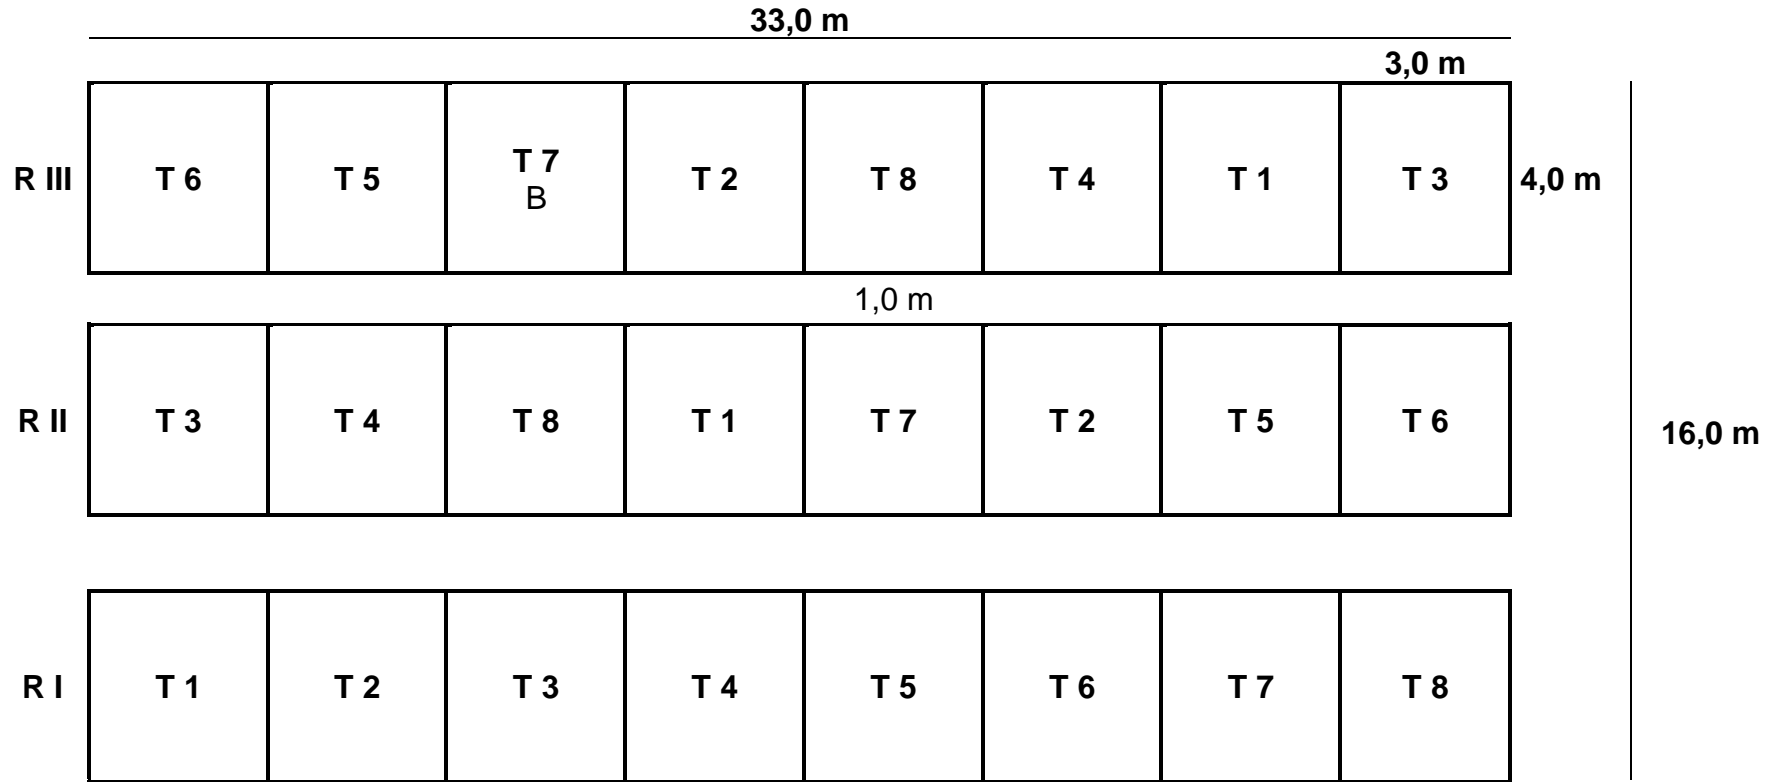 33,0 m
3,0 m
R III T 6 T 5 T 7 T 2 T 8 T 4 T 1 T 3 4,0 m
B
1,0 m
R II T 3 T 4 T 8 T 1 T 7 T 2 T 5 T 6
16,0 m
R I T 1 T 2 T 3 T 4 T 5 T 6 T 7 T 8